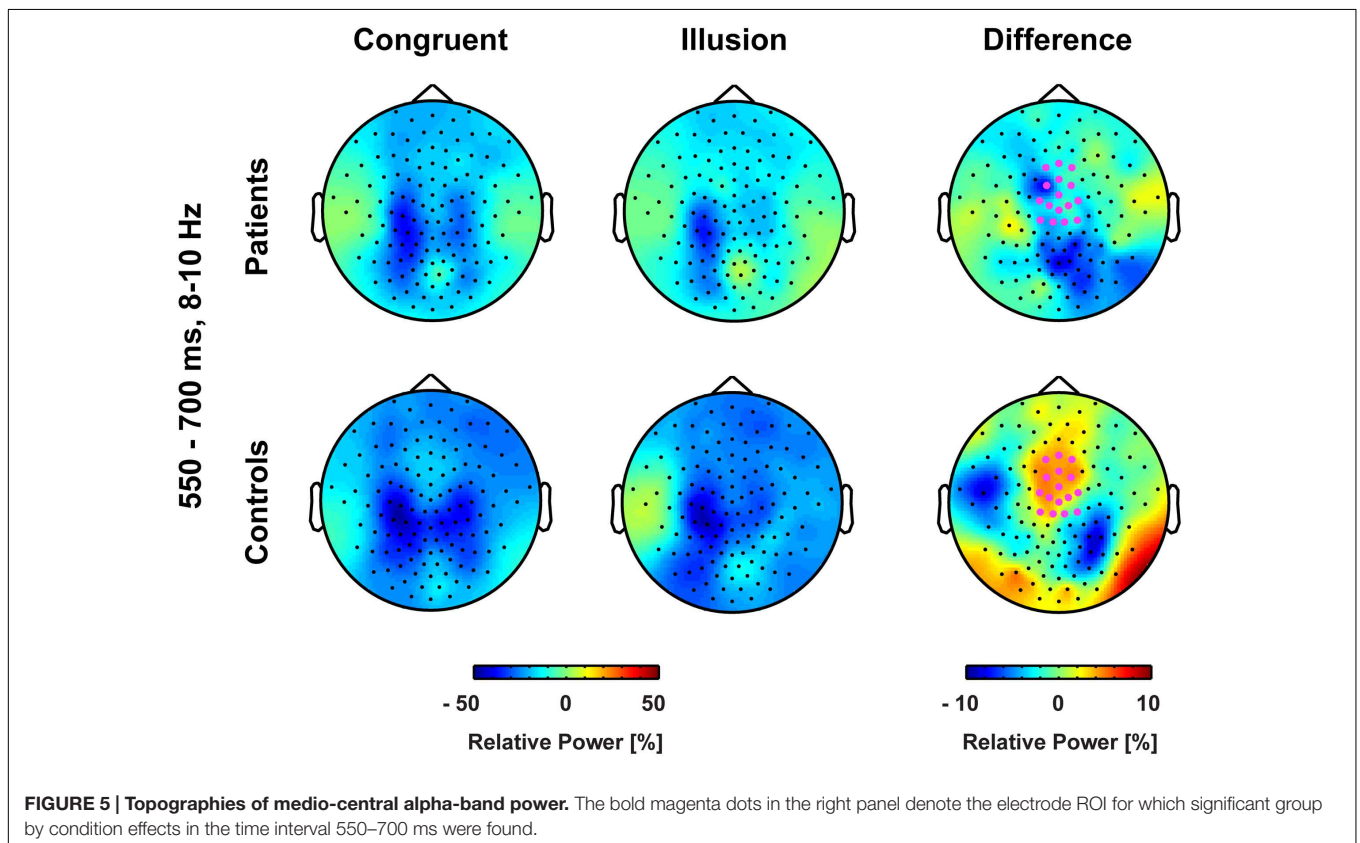 Congruent Illusion Difference
550 - 700 ms, 8-10 Hz
Patients
Controls
- 50 0 50 - 10 0 10
Relative Power [%] Relative Power [%]
FIGURE 5 | Topographies of medio-central alpha-band power. The bold magenta dots in the right panel denote the electrode ROI for which significant group
by condition effects in the time interval 550–700 ms were found.